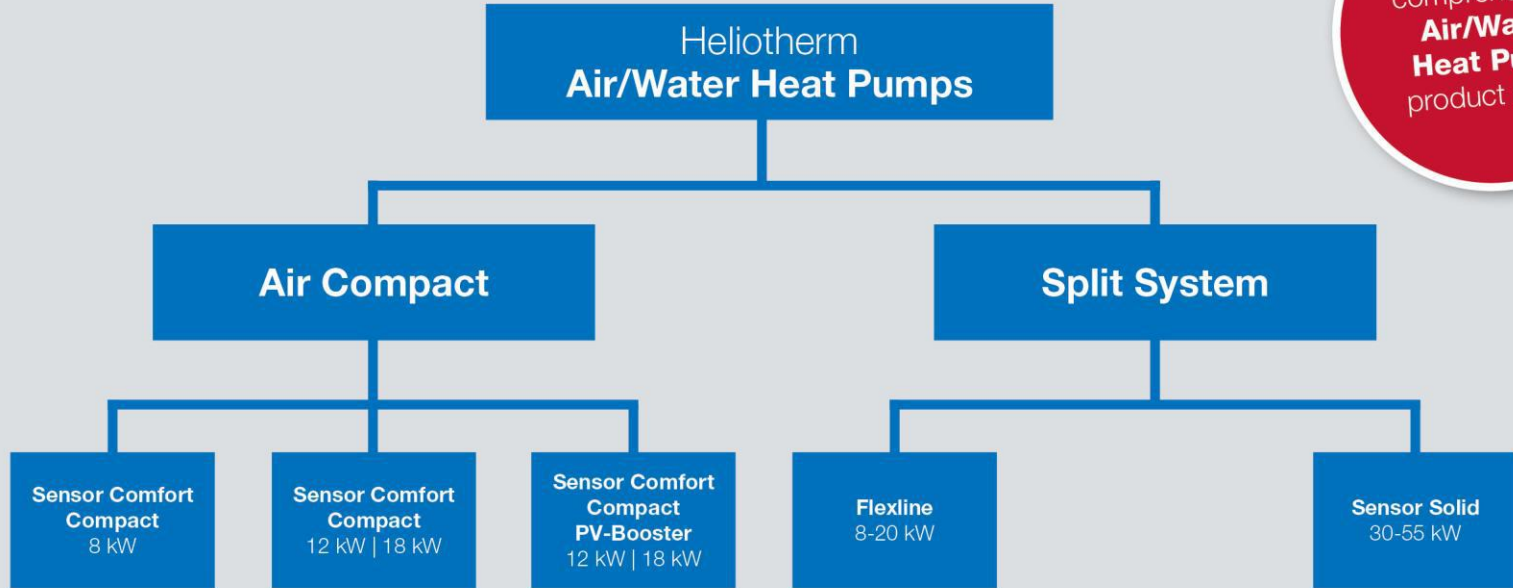 Air/Wa
Heat Pu
product
Heliotherm
Air/Water Heat Pumps
Air Compact
Split System
Sensor Comfort
Compact
8 kW
Sensor Comfort
Compact
12 kW | 18 kW
Sensor Comfort
Compact
PV-Booster
12 kW | 18 kW
Flexline
8-20 kW
Sensor Solid
30-55 kW